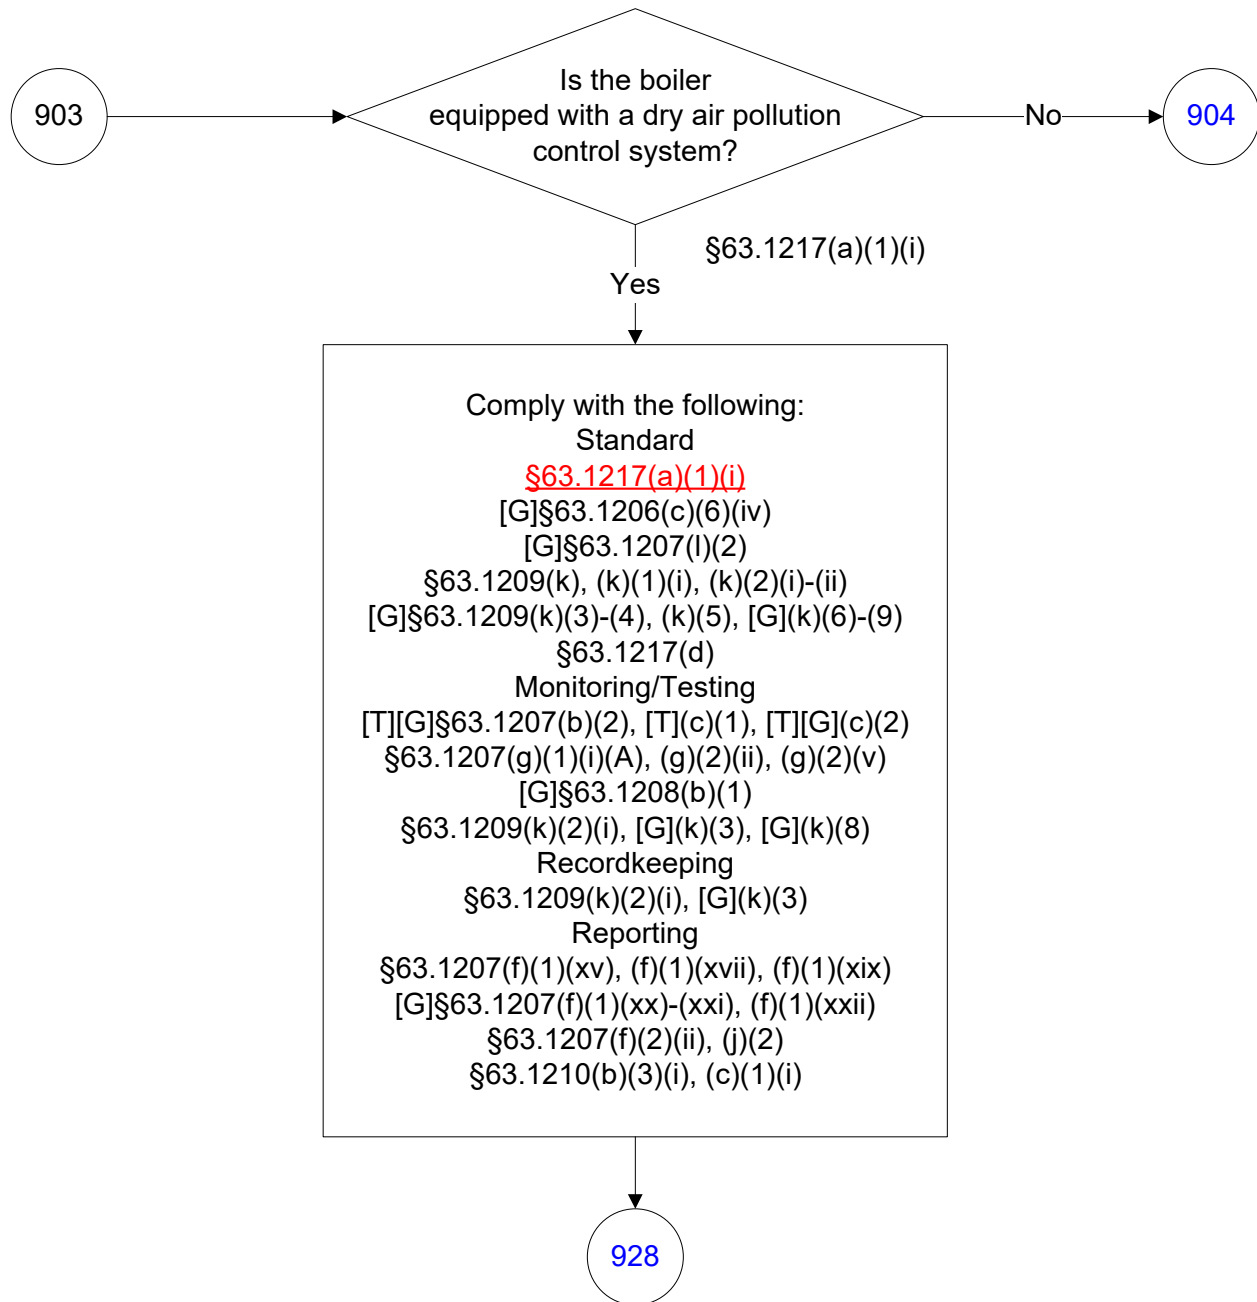 Is the boiler
903
equipped with a dry air pollution
No
904
control system?
§63.1217(a)(1)(i)
Yes
Comply with the following:
Standard
§63.1217(a)(1)(i)
[G]§63.1206(c)(6)(iv)
[G]§63.1207(l)(2)
§63.1209(k), (k)(1)(i), (k)(2)(i)-(ii)
[G]§63.1209(k)(3)-(4), (k)(5), [G](k)(6)-(9)
§63.1217(d)
Monitoring/Testing
[T][G]§63.1207(b)(2), [T](c)(1), [T][G](c)(2)
§63.1207(g)(1)(i)(A), (g)(2)(ii), (g)(2)(v)
[G]§63.1208(b)(1)
§63.1209(k)(2)(i), [G](k)(3), [G](k)(8)
Recordkeeping
§63.1209(k)(2)(i), [G](k)(3)
Reporting
§63.1207(f)(1)(xv), (f)(1)(xvii), (f)(1)(xix)
[G]§63.1207(f)(1)(xx)-(xxi), (f)(1)(xxii)
§63.1207(f)(2)(ii), (j)(2)
§63.1210(b)(3)(i), (c)(1)(i)
928